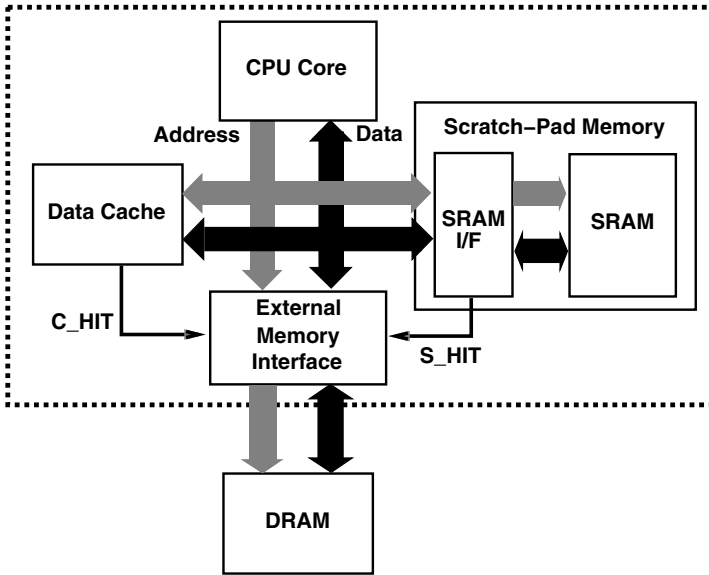 CPU Core
Address
Data
Scratch–Pad Memory
Data Cache
SRAM
I/F
SRAM
External
Memory
Interface
C_HIT
S_HIT
DRAM